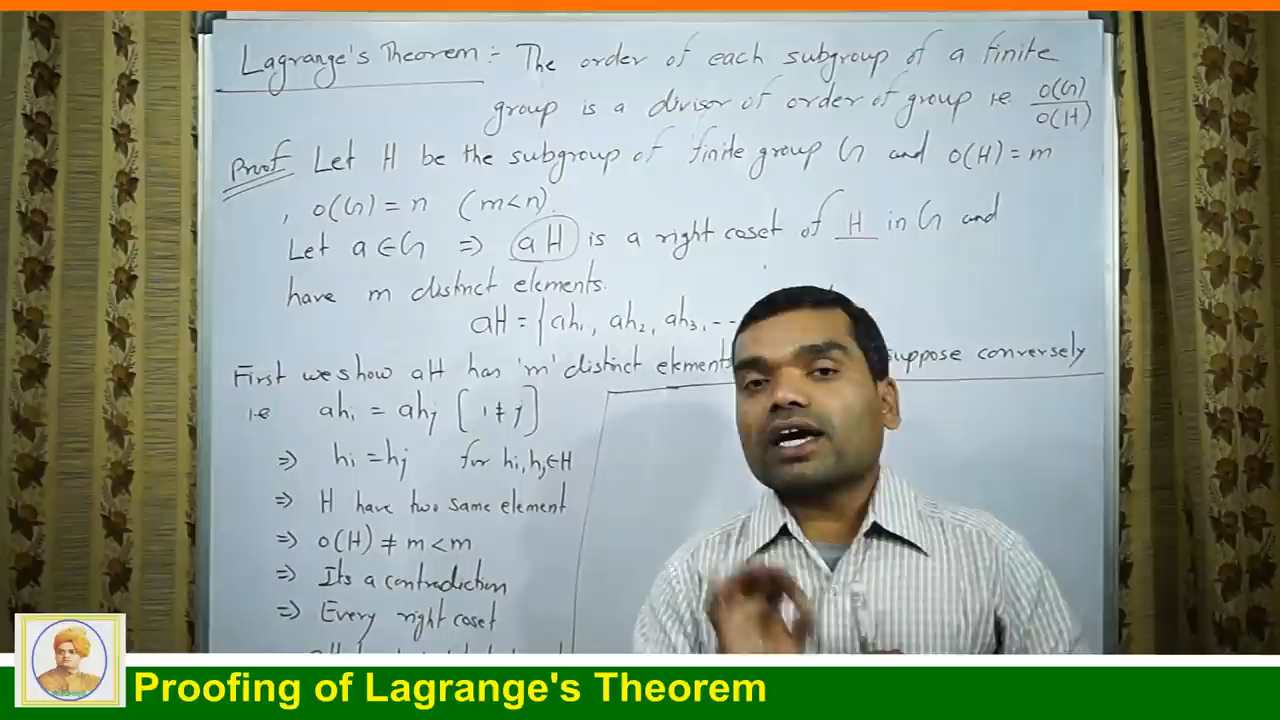 Lagrange's Theorem :- The order of each subgroup of a finite
group is a divisor of order of group i.e. O(G)/O(H)
Proof Let H be the subgroup of finite group G and O(H) = m
, O(G) = n (m<n)
Let a ∈ G ⇒ aH is a right coset of H in G and
have m distinct elements.
aH = {ah₁, ah₂, ah₃, --
First we show aH has 'm' distinct elements suppose conversely
i.e ahi = ahj [i ≠ j]
⇒ hi = hj for hi, hj ∈ H
⇒ H have two same element
⇒ O(H) ≠ m < m
⇒ Its a contradiction
⇒ Every right coset
Proofing of Lagrange's Theorem